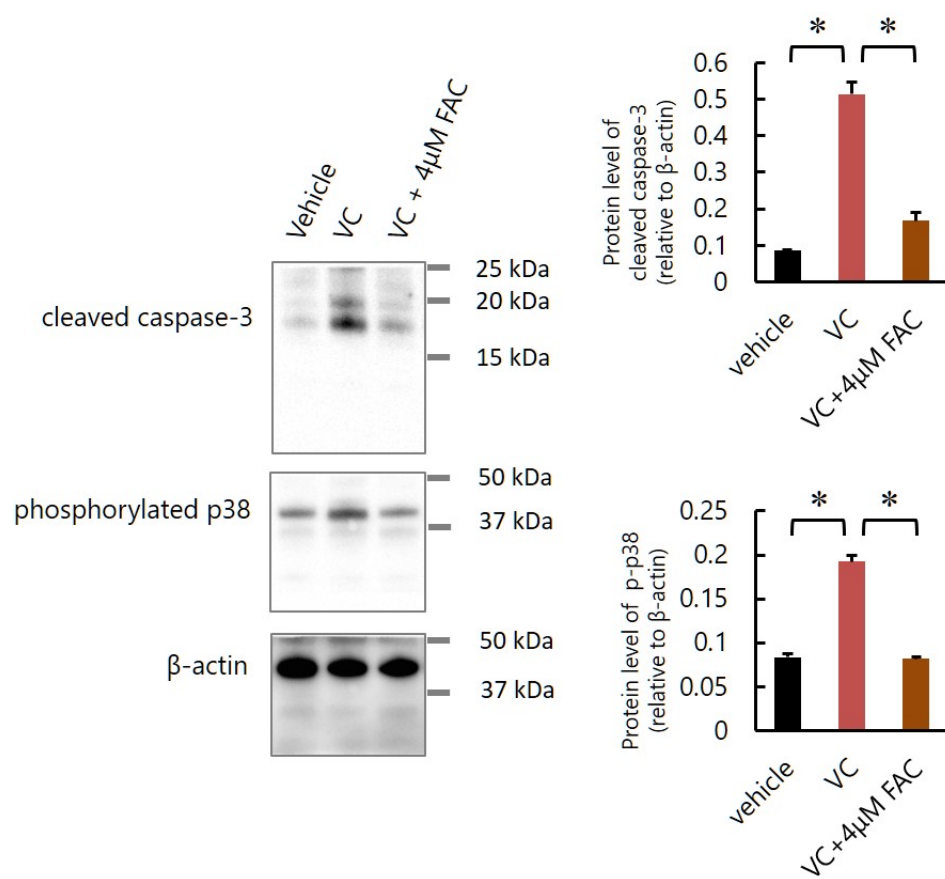 Vehicle
VC
VC + 4μM FAC
cleaved caspase-3
25 kDa
20 kDa
15 kDa
phosphorylated p38
50 kDa
37 kDa
β-actin
50 kDa
37 kDa
Protein level of
cleaved caspase-3
(relative to β-actin)
* *
0.6
0.5
0.4
0.3
0.2
0.1
0
vehicle
VC
VC+4μM FAC
Protein level of p-p38
(relative to β-actin)
* *
0.25
0.2
0.15
0.1
0.05
0
vehicle
VC
VC+4μM FAC